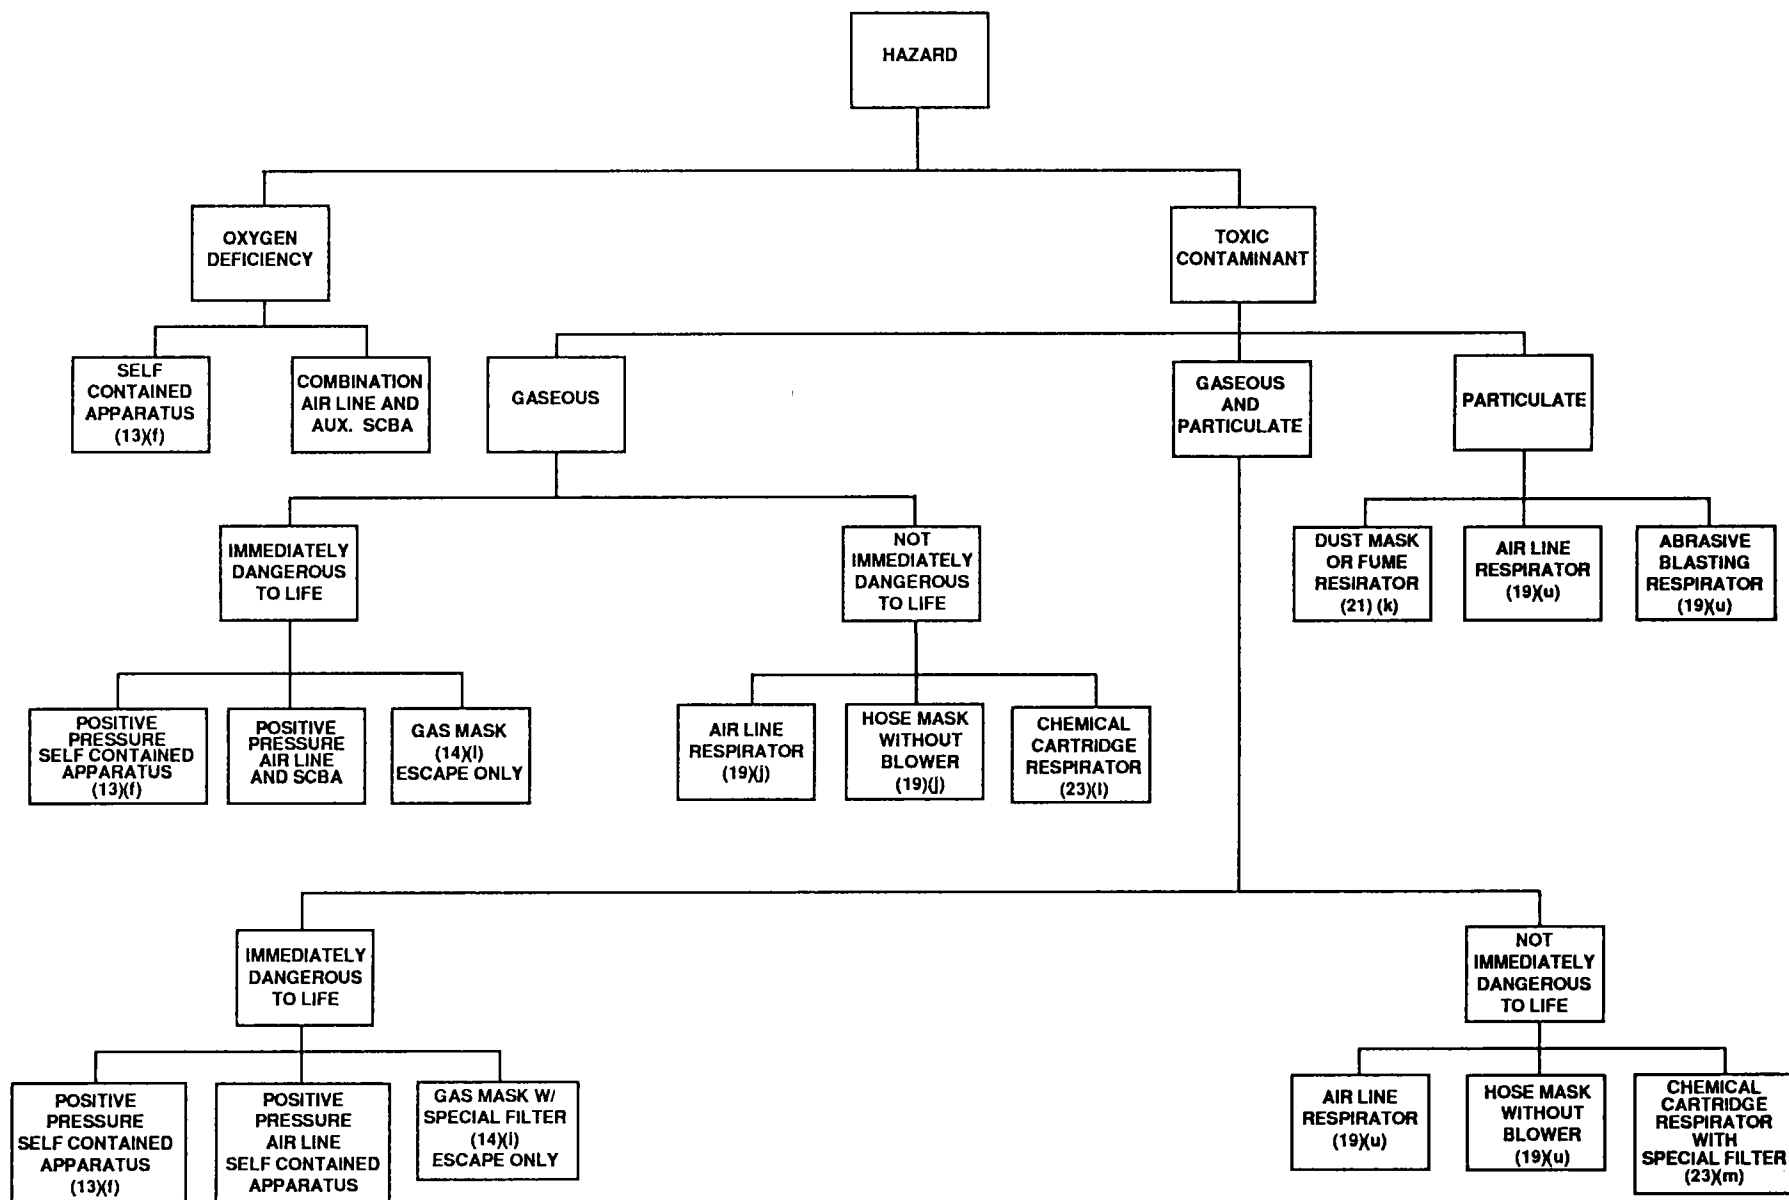 HAZARD
OXYGEN
DEFICIENCY
TOXIC
CONTAMINANT
SELF
CONTAINED
APPARATUS
(13)(f)
COMBINATION
AIR LINE AND
AUX. SCBA
GASEOUS
GASEOUS
AND
PARTICULATE
PARTICULATE
IMMEDIATELY
DANGEROUS
TO LIFE
NOT
IMMEDIATELY
DANGEROUS
TO LIFE
DUST MASK
OR FUME
RESIRATOR
(21) (k)
AIR LINE
RESPIRATOR
(19)(u)
ABRASIVE
BLASTING
RESPIRATOR
(19)(u)
POSITIVE
PRESSURE
SELF CONTAINED
APPARATUS
(13)(f)
POSITIVE
PRESSURE
AIR LINE
AND SCBA
GAS MASK
(14)(l)
ESCAPE ONLY
AIR LINE
RESPIRATOR
(19)(j)
HOSE MASK
WITHOUT
BLOWER
(19)(j)
CHEMICAL
CARTRIDGE
RESPIRATOR
(23)(l)
IMMEDIATELY
DANGEROUS
TO LIFE
NOT
IMMEDIATELY
DANGEROUS
TO LIFE
POSITIVE
PRESSURE
SELF CONTAINED
APPARATUS
(13)(f)
POSITIVE
PRESSURE
AIR LINE
SELF CONTAINED
APPARATUS
GAS MASK W/
SPECIAL FILTER
(14)(l)
ESCAPE ONLY
AIR LINE
RESPIRATOR
(19)(u)
HOSE MASK
WITHOUT
BLOWER
(19)(u)
CHEMICAL
CARTRIDGE
RESPIRATOR
WITH
SPECIAL FILTER
(23)(m)